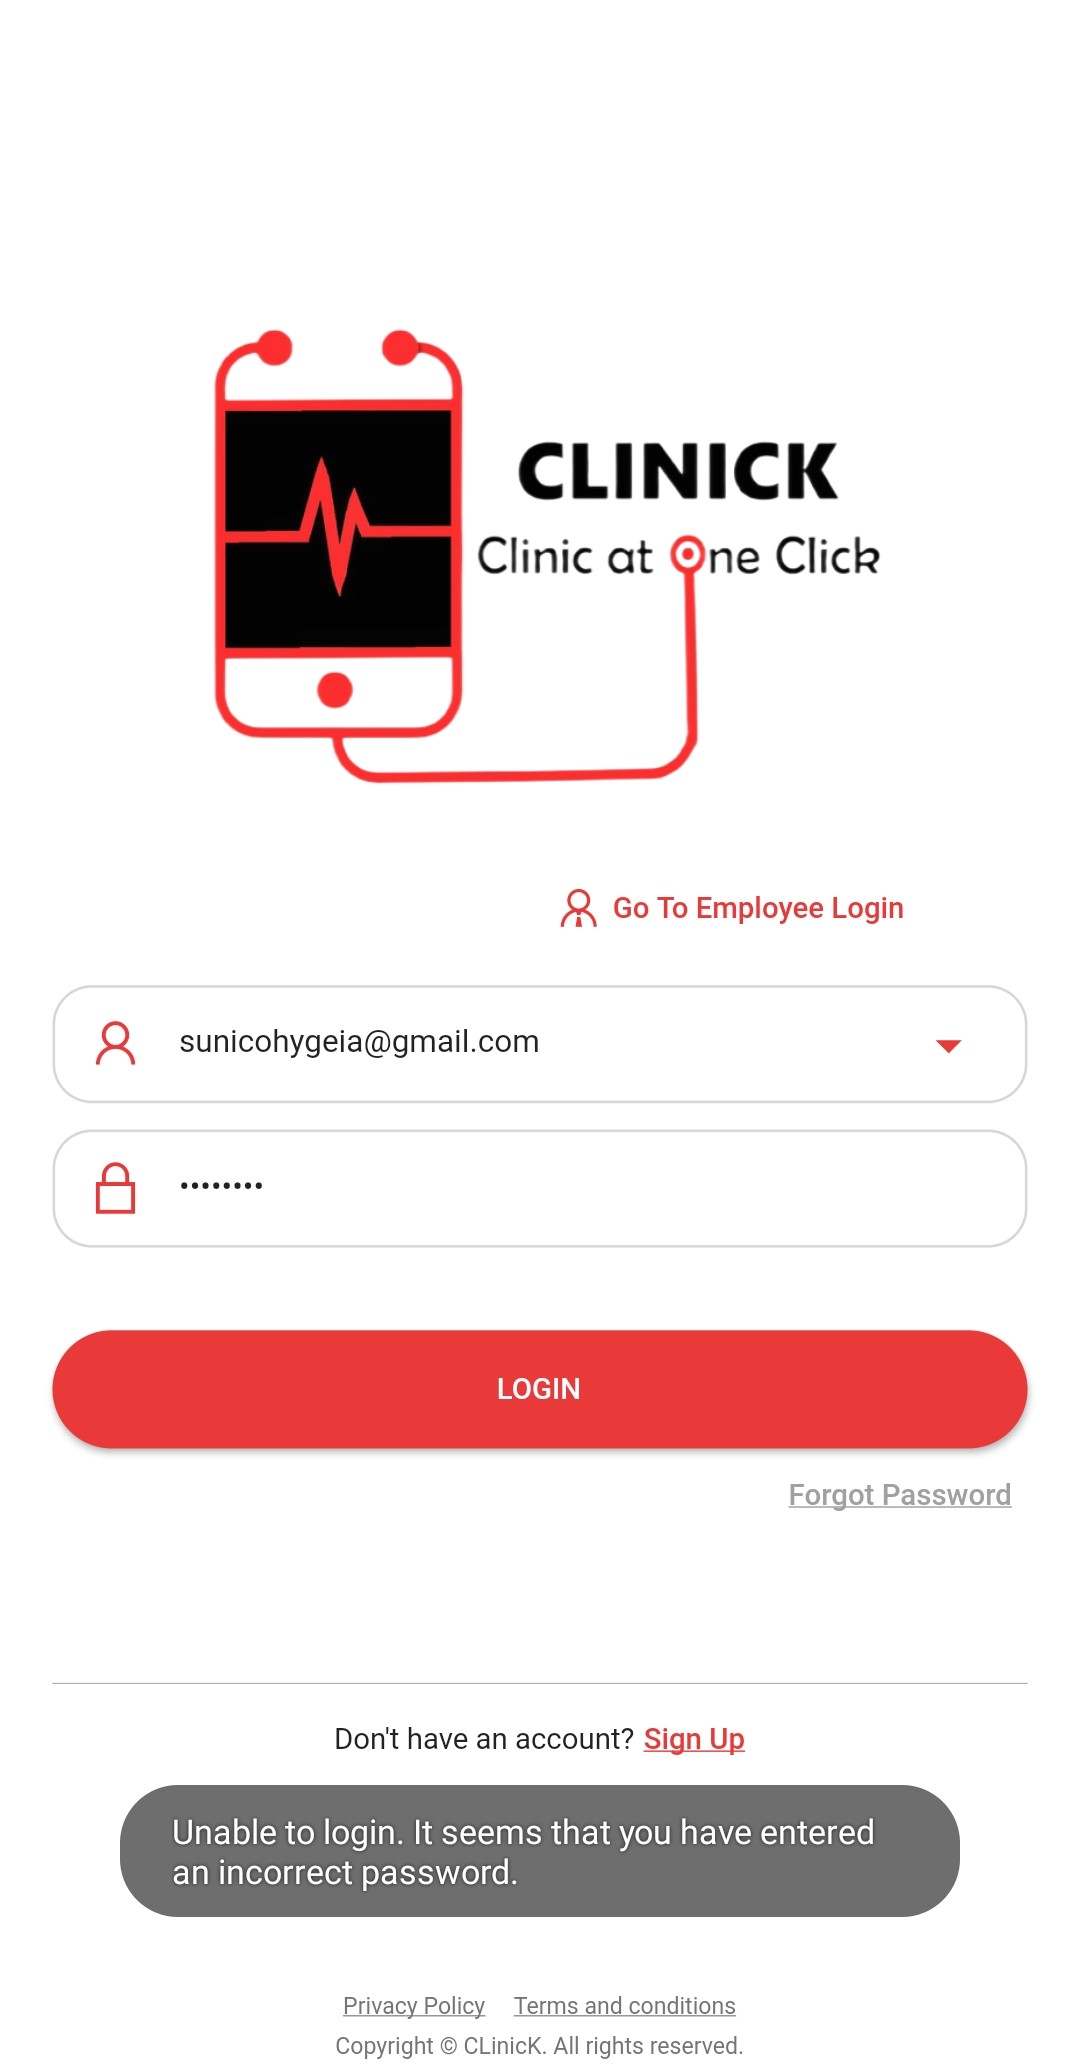 CLINICK
Clinic at One Click
Go To Employee Login
sunicohygeia@gmail.com
••••••••
LOGIN
Forgot Password
Don't have an account? Sign Up
Unable to login. It seems that you have entered
an incorrect password.
Privacy Policy Terms and conditions
Copyright © CLinicK. All rights reserved.